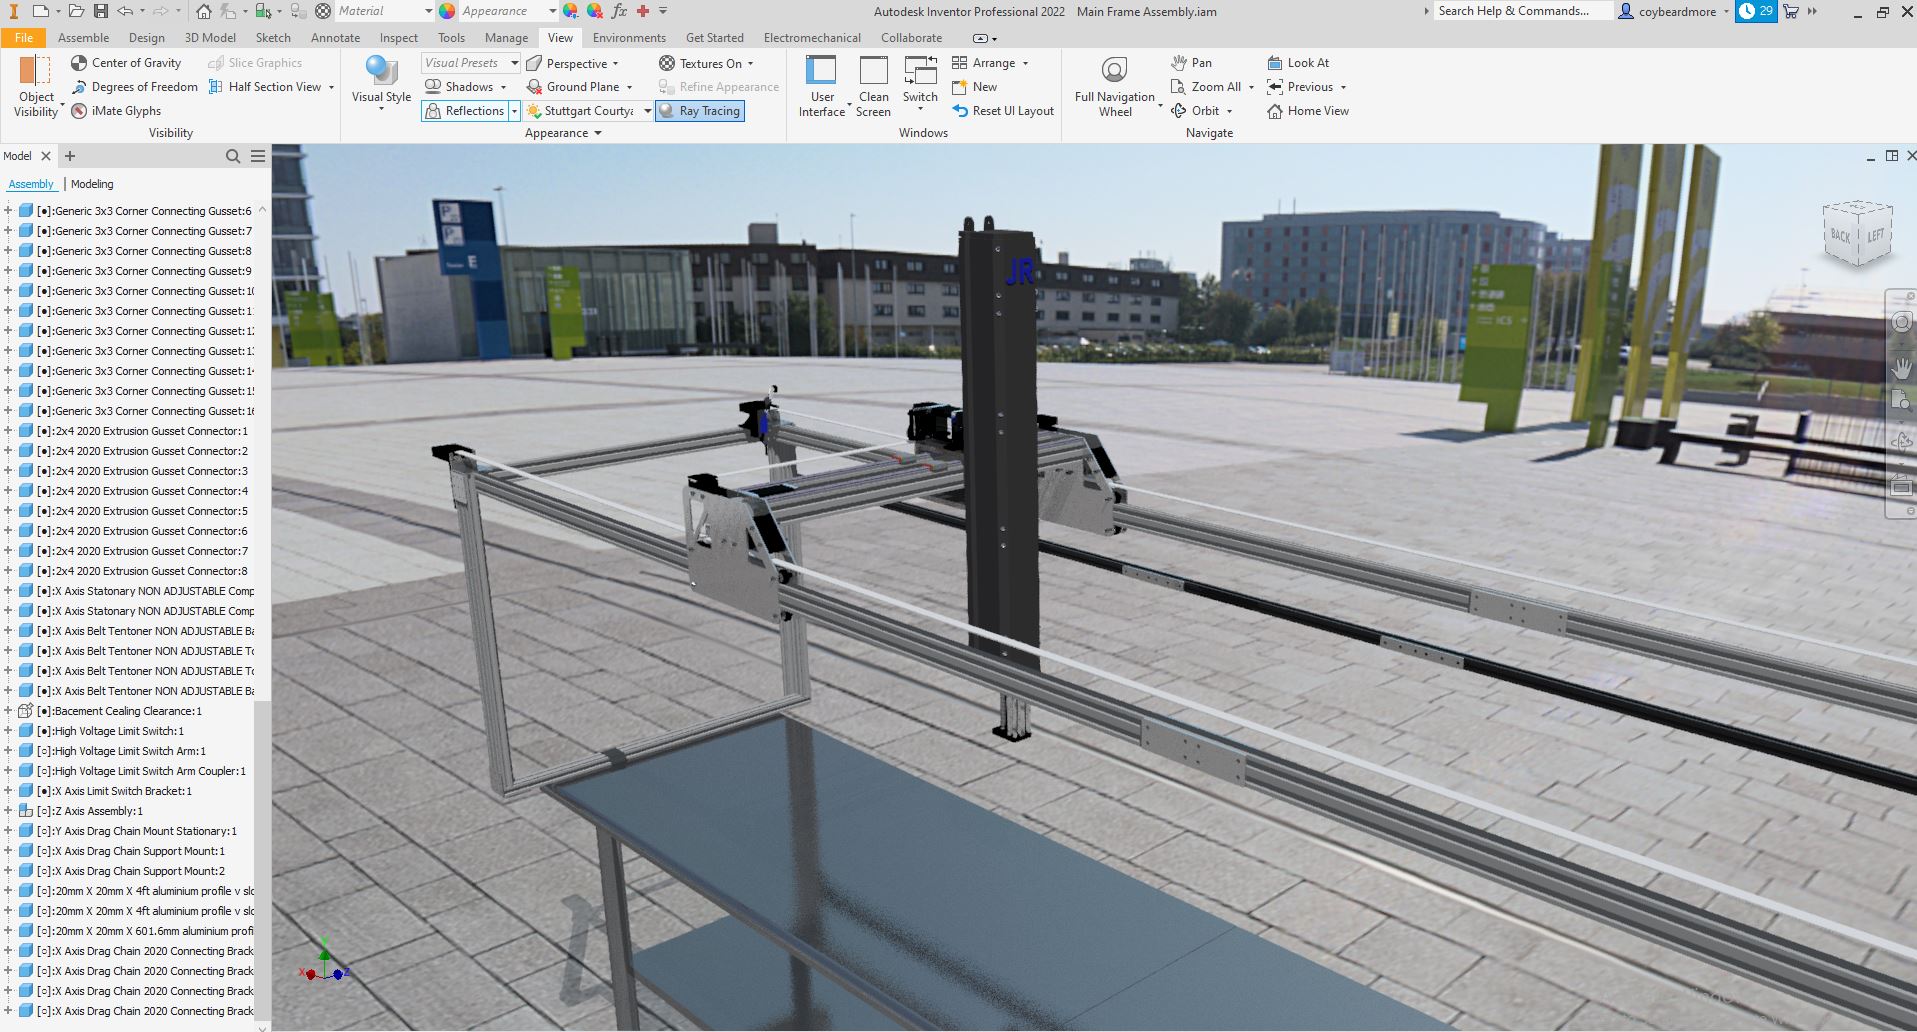 Material
Appearance
Autodesk Inventor Professional 2022 Main Frame Assembly.iam
Search Help & Commands...
coybeardmore
29
File Assemble Design 3D Model Sketch Annotate Inspect Tools Manage View Environments Get Started Electromechanical Collaborate
Object Visibility
Center of Gravity
Degrees of Freedom
iMate Glyphs
Slice Graphics
Half Section View
Visibility
Visual Style
Visual Presets
Shadows
Reflections
Perspective
Ground Plane
Stuttgart Courtya
Textures On
Refine Appearance
Ray Tracing
Appearance
User Interface
Clean Screen
Switch
Arrange
New
Reset UI Layout
Windows
Full Navigation Wheel
Pan
Zoom All
Orbit
Look At
Previous
Home View
Navigate
Model
Assembly | Modeling
[●]:Generic 3x3 Corner Connecting Gusset:6
[●]:Generic 3x3 Corner Connecting Gusset:7
[●]:Generic 3x3 Corner Connecting Gusset:8
[●]:Generic 3x3 Corner Connecting Gusset:9
[●]:Generic 3x3 Corner Connecting Gusset:10
[●]:Generic 3x3 Corner Connecting Gusset:11
[●]:Generic 3x3 Corner Connecting Gusset:12
[●]:Generic 3x3 Corner Connecting Gusset:13
[●]:Generic 3x3 Corner Connecting Gusset:14
[●]:Generic 3x3 Corner Connecting Gusset:15
[●]:Generic 3x3 Corner Connecting Gusset:16
[●]:2x4 2020 Extrusion Gusset Connector:1
[●]:2x4 2020 Extrusion Gusset Connector:2
[●]:2x4 2020 Extrusion Gusset Connector:3
[●]:2x4 2020 Extrusion Gusset Connector:4
[●]:2x4 2020 Extrusion Gusset Connector:5
[●]:2x4 2020 Extrusion Gusset Connector:6
[●]:2x4 2020 Extrusion Gusset Connector:7
[●]:2x4 2020 Extrusion Gusset Connector:8
[●]:X Axis Statonary NON ADJUSTABLE Comp
[●]:X Axis Statonary NON ADJUSTABLE Comp
[●]:X Axis Belt Tentoner NON ADJUSTABLE Ba
[●]:X Axis Belt Tentoner NON ADJUSTABLE To
[●]:X Axis Belt Tentoner NON ADJUSTABLE To
[●]:X Axis Belt Tentoner NON ADJUSTABLE Ba
[●]:Bacement Cealing Clearance:1
[●]:High Voltage Limit Switch:1
[○]:High Voltage Limit Switch Arm:1
[○]:High Voltage Limit Switch Arm Coupler:1
[●]:X Axis Limit Switch Bracket:1
[○]:Z Axis Assembly:1
[○]:Y Axis Drag Chain Mount Stationary:1
[○]:X Axis Drag Chain Support Mount:1
[○]:X Axis Drag Chain Support Mount:2
[○]:20mm X 20mm X 4ft aluminium profile v slo
[○]:20mm X 20mm X 4ft aluminium profile v slo
[○]:20mm X 20mm X 601.6mm aluminium profi
[○]:X Axis Drag Chain 2020 Connecting Brack
[○]:X Axis Drag Chain 2020 Connecting Brack
[○]:X Axis Drag Chain 2020 Connecting Brack
[○]:X Axis Drag Chain 2020 Connecting Brack
P
P
E
JR
BACK LEFT
X Y Z